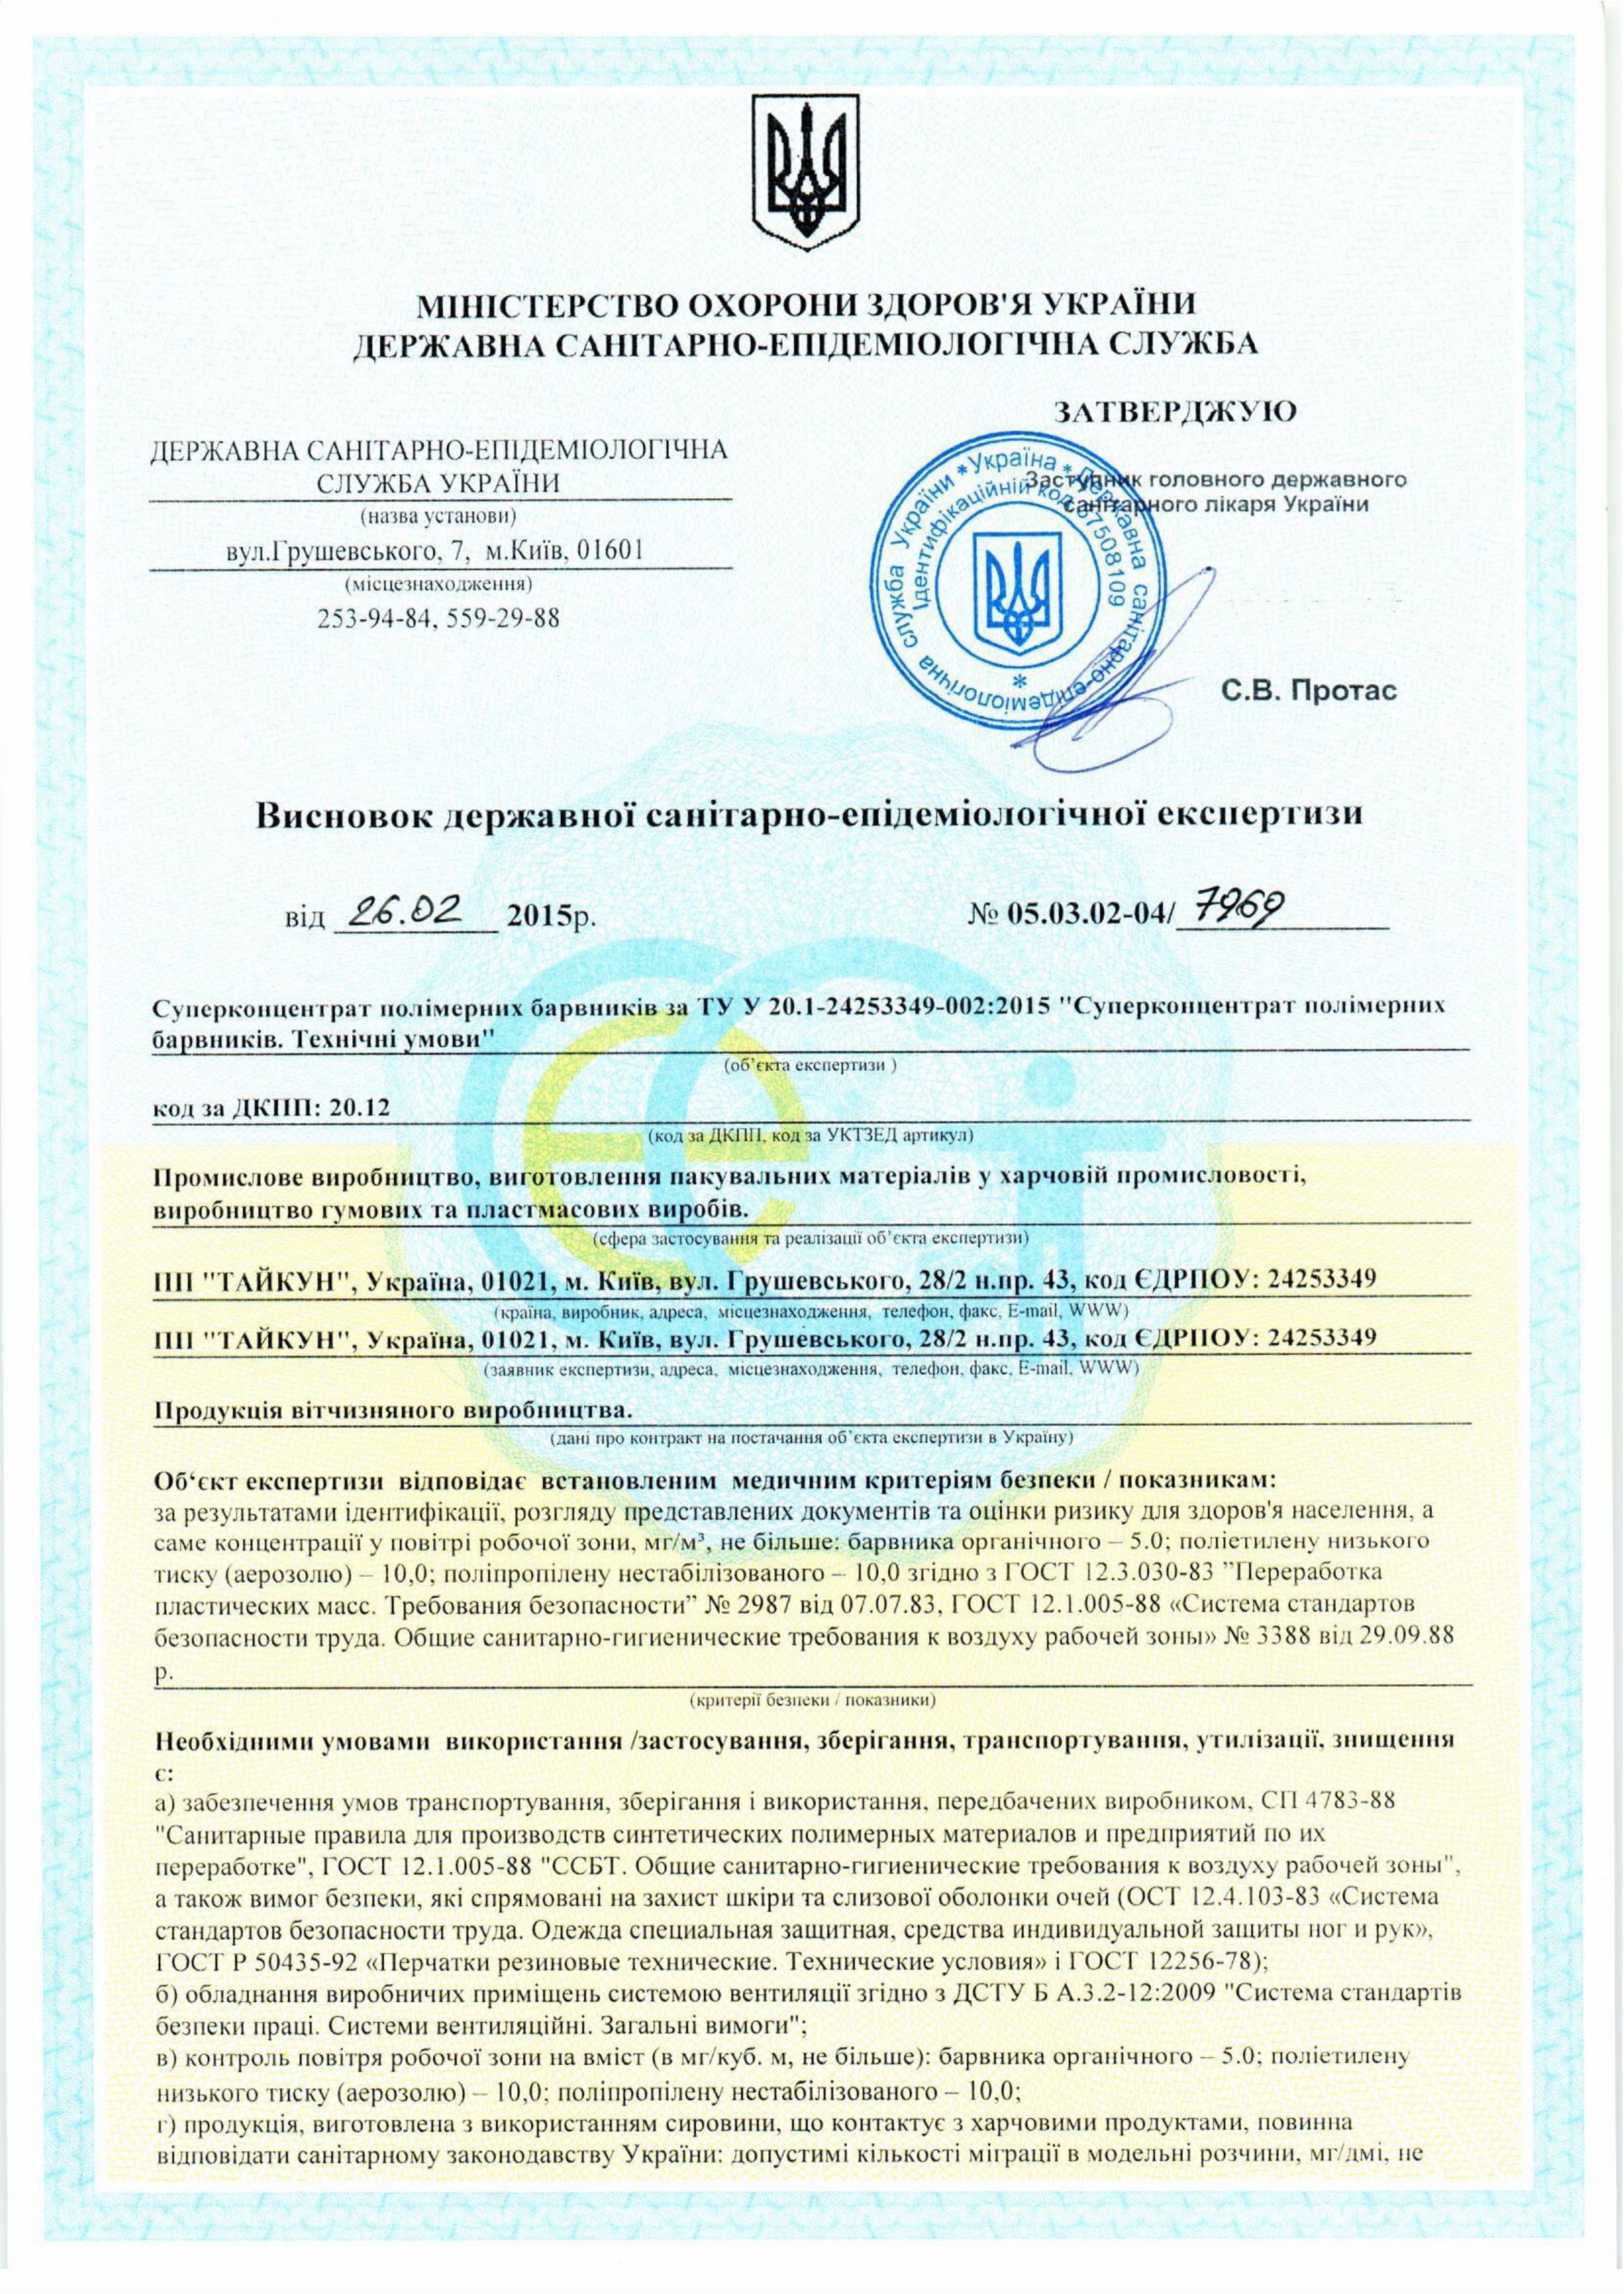 МІНІСТЕРСТВО ОХОРОНИ ЗДОРОВ'Я УКРАЇНИ
ДЕРЖАВНА САНІТАРНО-ЕПІДЕМІОЛОГІЧНА СЛУЖБА
ЗАТВЕРДЖУЮ
ДЕРЖАВНА САНІТАРНО-ЕПІДЕМІОЛОГІЧНА
СЛУЖБА УКРАЇНИ
(назва установи)
вул.Грушевського, 7, м.Київ, 01601
(місцезнаходження)
253-94-84, 559-29-88
Заступник головного державного
санітарного лікаря України
* Україна * Державна санітарно-епідеміологічна служба України
Ідентифікаційний код 37508109
*
С.В. Протас
Висновок державної санітарно-епідеміологічної експертизи
від 26.02 2015р.
№ 05.03.02-04/ 7969
Суперконцентрат полімерних барвників за ТУ У 20.1-24253349-002:2015 "Суперконцентрат полімерних
барвників. Технічні умови"
(об'єкта експертизи )
код за ДКПП: 20.12
(код за ДКПП, код за УКТЗЕД артикул)
Промислове виробництво, виготовлення пакувальних матеріалів у харчовій промисловості,
виробництво гумових та пластмасових виробів.
(сфера застосування та реалізації об'єкта експертизи)
ПП "ТАЙКУН", Україна, 01021, м. Київ, вул. Грушевського, 28/2 н.пр. 43, код ЄДРПОУ: 24253349
(країна, виробник, адреса, місцезнаходження, телефон, факс, E-mail, WWW)
ПП "ТАЙКУН", Україна, 01021, м. Київ, вул. Грушевського, 28/2 н.пр. 43, код ЄДРПОУ: 24253349
(заявник експертизи, адреса, місцезнаходження, телефон, факс, E-mail, WWW)
Продукція вітчизняного виробництва.
(дані про контракт на постачання об'єкта експертизи в Україну)
Об‘єкт експертизи відповідає встановленим медичним критеріям безпеки / показникам:
за результатами ідентифікації, розгляду представлених документів та оцінки ризику для здоров'я населення, а
саме концентрації у повітрі робочої зони, мг/м³, не більше: барвника органічного – 5.0; поліетилену низького
тиску (аерозолю) – 10,0; поліпропілену нестабілізованого – 10,0 згідно з ГОСТ 12.3.030-83 ”Переработка
пластических масс. Требования безопасности” № 2987 від 07.07.83, ГОСТ 12.1.005-88 «Система стандартов
безопасности труда. Общие санитарно-гигиенические требования к воздуху рабочей зоны» № 3388 від 29.09.88
р.
(критерії безпеки / показники)
Необхідними умовами використання /застосування, зберігання, транспортування, утилізації, знищення
є:
а) забезпечення умов транспортування, зберігання і використання, передбачених виробником, СП 4783-88
"Санитарные правила для производств синтетических полимерных материалов и предприятий по их
переработке", ГОСТ 12.1.005-88 "ССБТ. Общие санитарно-гигиенические требования к воздуху рабочей зоны",
а також вимог безпеки, які спрямовані на захист шкіри та слизової оболонки очей (ОСТ 12.4.103-83 «Система
стандартов безопасности труда. Одежда специальная защитная, средства индивидуальной защиты ног и рук»,
ГОСТ Р 50435-92 «Перчатки резиновые технические. Технические условия» і ГОСТ 12256-78);
б) обладнання виробничих приміщень системою вентиляції згідно з ДСТУ Б А.3.2-12:2009 "Система стандартів
безпеки праці. Системи вентиляційні. Загальні вимоги";
в) контроль повітря робочої зони на вміст (в мг/куб. м, не більше): барвника органічного – 5.0; поліетилену
низького тиску (аерозолю) – 10,0; поліпропілену нестабілізованого – 10,0;
г) продукція, виготовлена з використанням сировини, що контактує з харчовими продуктами, повинна
відповідати санітарному законодавству України: допустимі кількості міграції в модельні розчини, мг/дмі, не